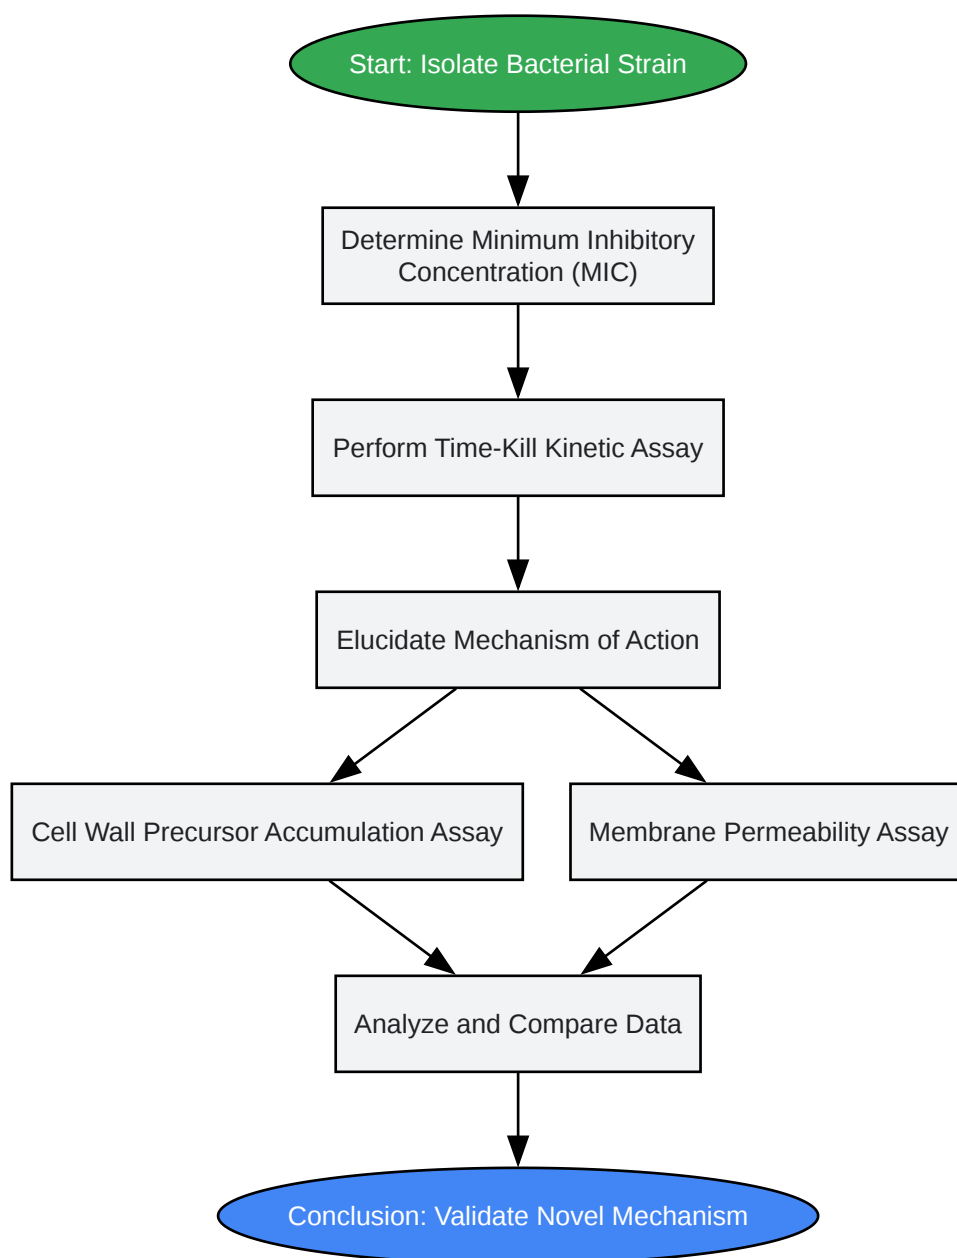 Start: Isolate Bacterial Strain
Determine Minimum Inhibitory
Concentration (MIC)
Perform Time-Kill Kinetic Assay
Elucidate Mechanism of Action
Cell Wall Precursor Accumulation Assay
Membrane Permeability Assay
Analyze and Compare Data
Conclusion: Validate Novel Mechanism